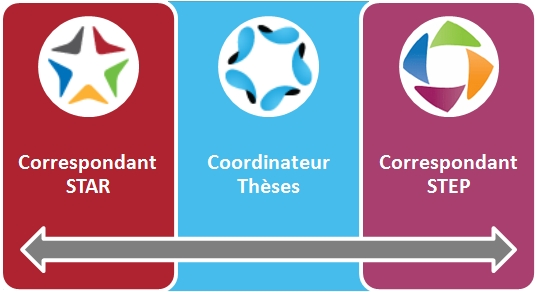 Correspondant
STAR
Coordinateur
Thèses
Correspondant
STEP